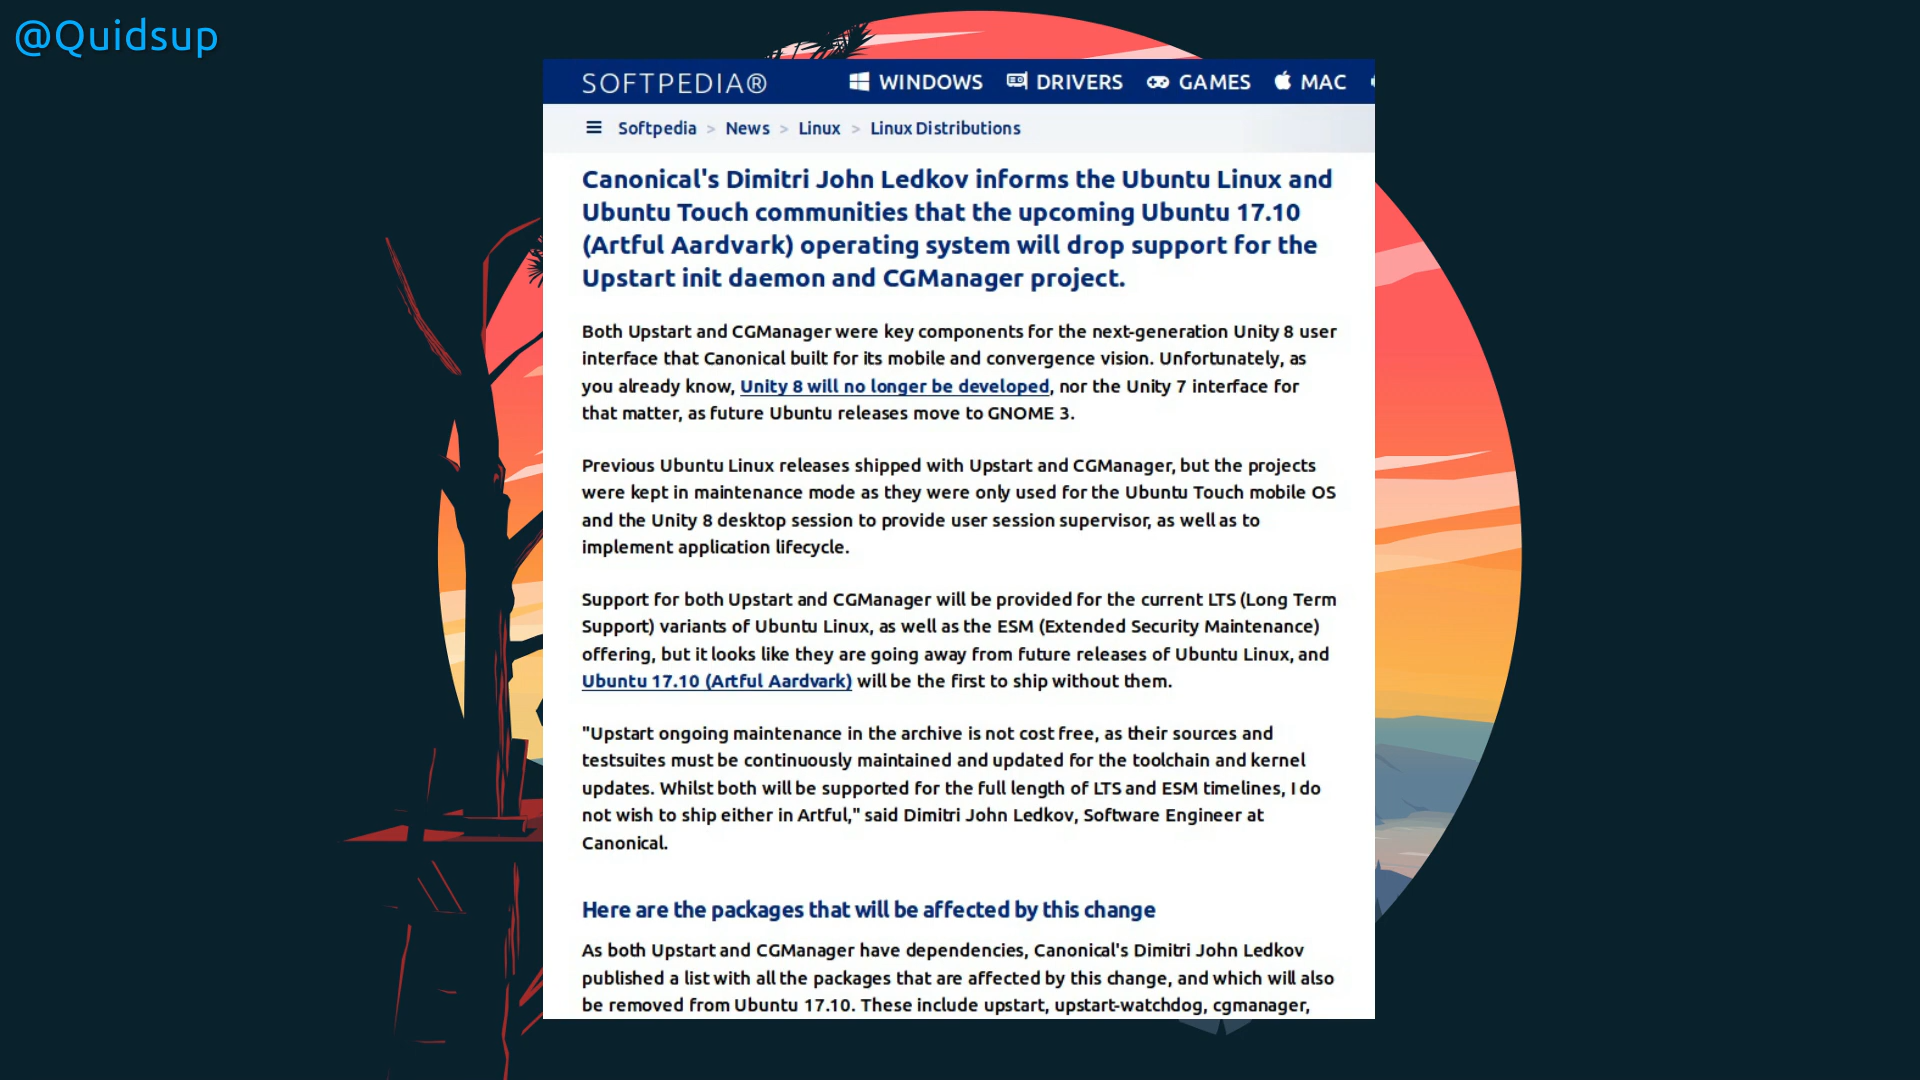 @Quidsup
SOFTPEDIA® WINDOWS DRIVERS GAMES MAC
Softpedia > News > Linux > Linux Distributions
Canonical's Dimitri John Ledkov informs the Ubuntu Linux and
Ubuntu Touch communities that the upcoming Ubuntu 17.10
(Artful Aardvark) operating system will drop support for the
Upstart init daemon and CGManager project.
Both Upstart and CGManager were key components for the next-generation Unity 8 user
interface that Canonical built for its mobile and convergence vision. Unfortunately, as
you already know, Unity 8 will no longer be developed, nor the Unity 7 interface for
that matter, as future Ubuntu releases move to GNOME 3.
Previous Ubuntu Linux releases shipped with Upstart and CGManager, but the projects
were kept in maintenance mode as they were only used for the Ubuntu Touch mobile OS
and the Unity 8 desktop session to provide user session supervisor, as well as to
implement application lifecycle.
Support for both Upstart and CGManager will be provided for the current LTS (Long Term
Support) variants of Ubuntu Linux, as well as the ESM (Extended Security Maintenance)
offering, but it looks like they are going away from future releases of Ubuntu Linux, and
Ubuntu 17.10 (Artful Aardvark) will be the first to ship without them.
"Upstart ongoing maintenance in the archive is not cost free, as their sources and
testsuites must be continuously maintained and updated for the toolchain and kernel
updates. Whilst both will be supported for the full length of LTS and ESM timelines, I do
not wish to ship either in Artful," said Dimitri John Ledkov, Software Engineer at
Canonical.
Here are the packages that will be affected by this change
As both Upstart and CGManager have dependencies, Canonical's Dimitri John Ledkov
published a list with all the packages that are affected by this change, and which will also
be removed from Ubuntu 17.10. These include upstart, upstart-watchdog, cgmanager,